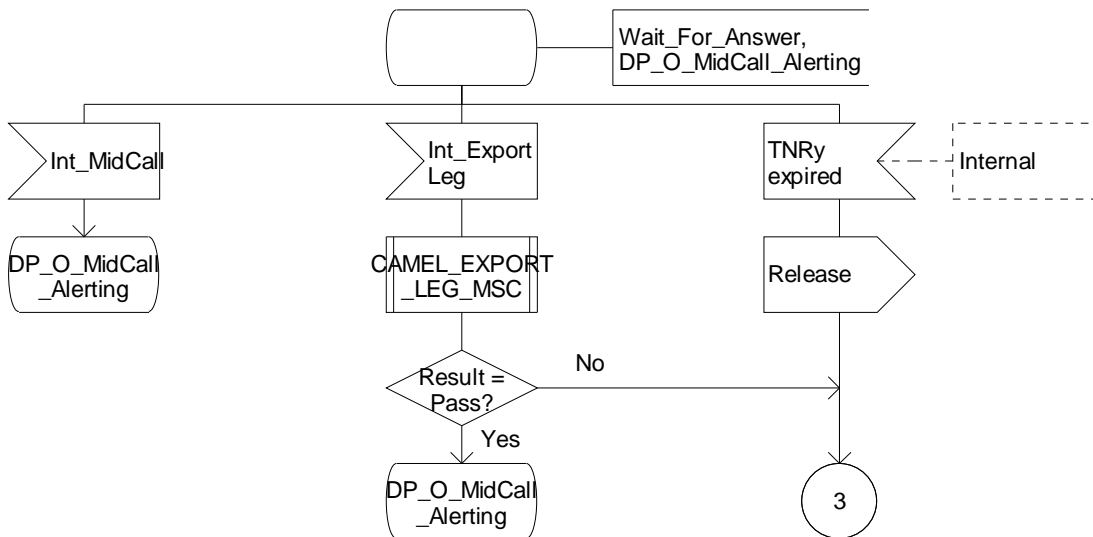 Wait_For_Answer,
DP_O_MidCall_Alerting
Int_MidCall
Int_Export
Leg
TNRy
expired
Internal
DP_O_MidCall
_Alerting
CAMEL_EXPORT
_LEG_MSC
Release
Result =
Pass?
No
Yes
DP_O_MidCall
_Alerting
3